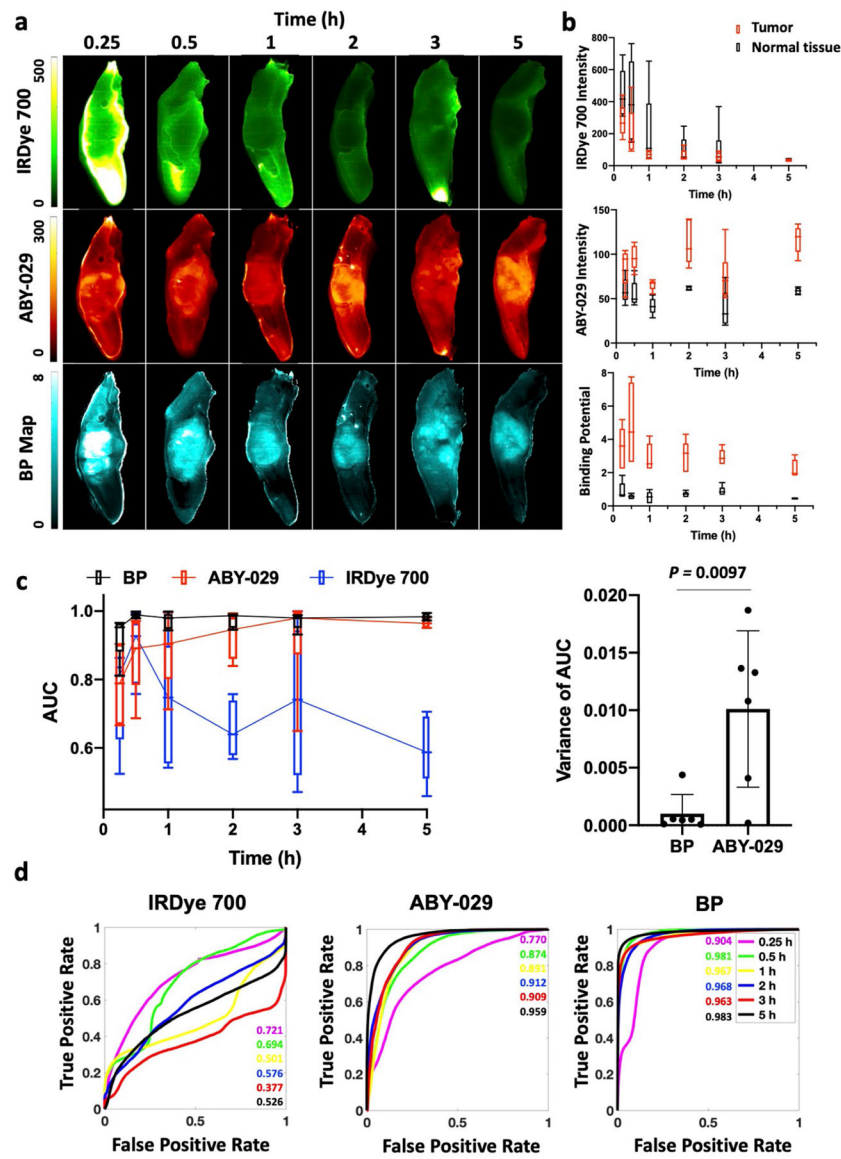 a
Time (h)
0.25 0.5 1 2 3 5
IRDye 700
500
0
ABY-029
300
0
BP Map
8
0
b
Tumor
Normal tissue
IRDye 700 Intensity
800
600
400
200
0
0 1 2 3 4 5
Time (h)
ABY-029 Intensity
150
100
50
0
0 1 2 3 4 5
Time (h)
Binding Potential
8
6
4
2
0
0 1 2 3 4 5
Time (h)
c
BP ABY-029 IRDye 700
AUC
1.0
0.8
0.6
0 1 2 3 4 5
Time (h)
P = 0.0097
Variance of AUC
0.020
0.015
0.010
0.005
0.000
BP ABY-029
d
IRDye 700
True Positive Rate
1
0.8
0.6
0.4
0.2
0
0.721
0.694
0.501
0.576
0.377
0.526
0 0.5 1
False Positive Rate
ABY-029
True Positive Rate
1
0.8
0.6
0.4
0.2
0
0.770
0.874
0.891
0.912
0.909
0.959
0 0.5 1
False Positive Rate
BP
True Positive Rate
1
0.8
0.6
0.4
0.2
0
0.904 0.25 h
0.981 0.5 h
0.967 1 h
0.968 2 h
0.963 3 h
0.983 5 h
0 0.5 1
False Positive Rate